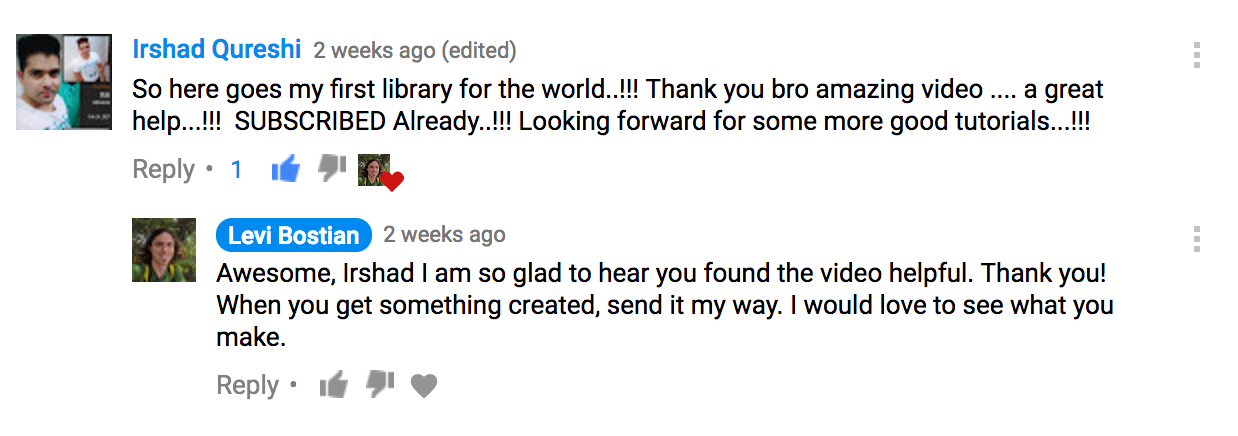 Irshad Qureshi 2 weeks ago (edited)
So here goes my first library for the world..!!! Thank you bro amazing video .... a great
help...!!!  SUBSCRIBED Already..!!! Looking forward for some more good tutorials...!!!
Reply • 1
Levi Bostian 2 weeks ago
Awesome, Irshad I am so glad to hear you found the video helpful. Thank you!
When you get something created, send it my way. I would love to see what you
make.
Reply •